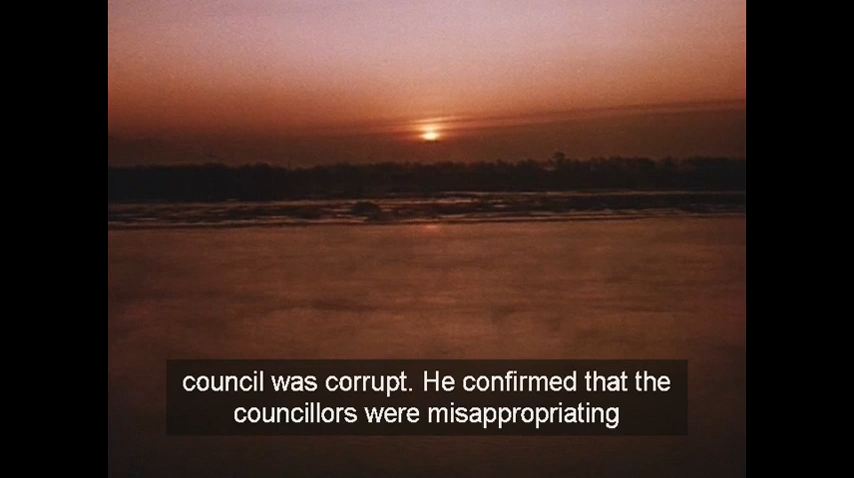 council was corrupt. He confirmed that the
councillors were misappropriating